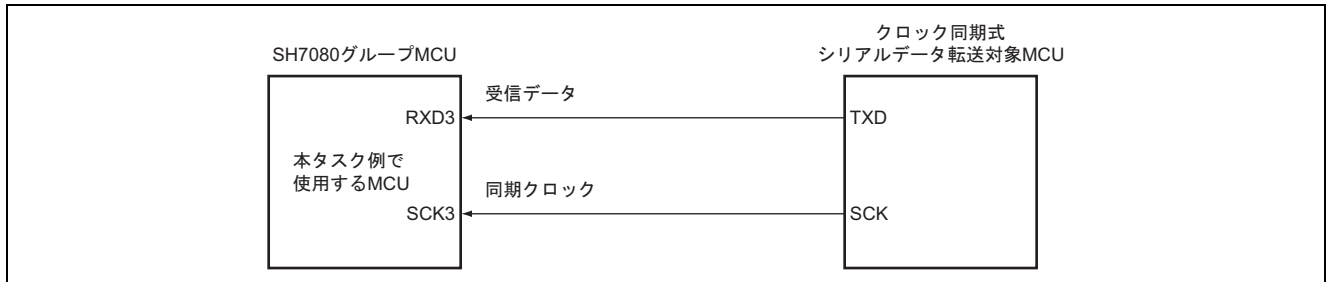 クロック同期式
シリアルデータ転送対象MCU
SH7080グループMCU
受信データ
RXD3
TXD
本タスク例で
使用するMCU
同期クロック
SCK3
SCK